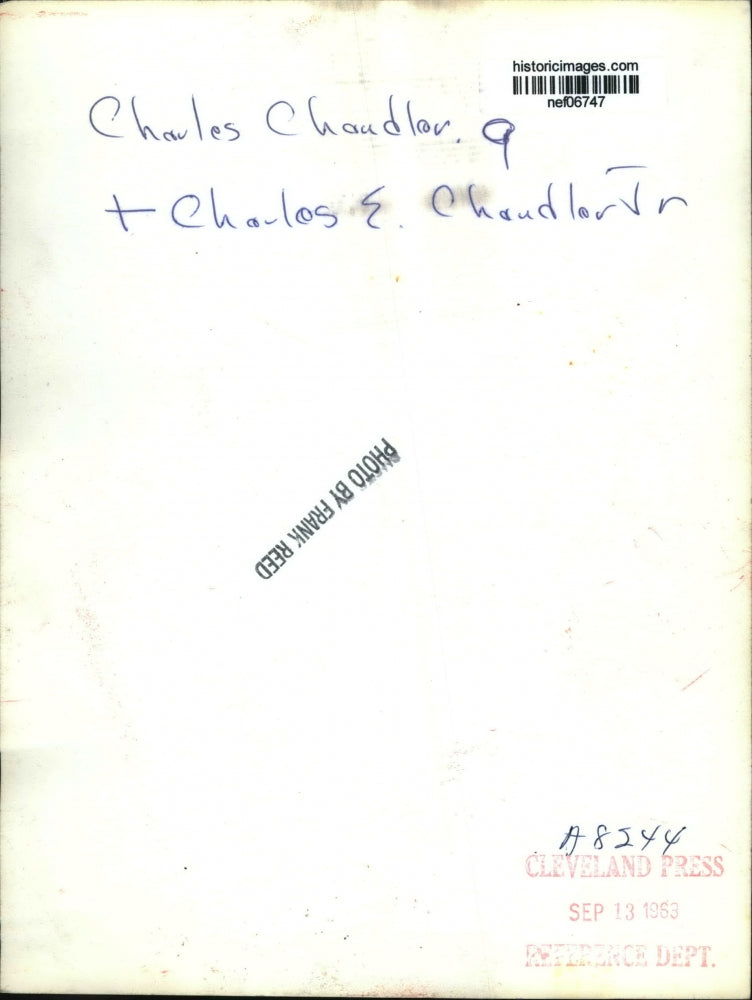 historicimages.com
nef06747
Charles Chandler, 9
+ Charles E. Chandler Jr
PHOTO BY FRANK REED
A8244
CLEVELAND PRESS
SEP 13 1963
REFERENCE DEPT.